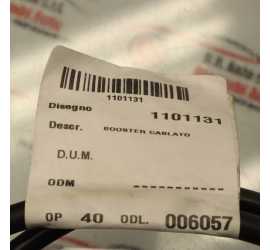 1101131
Disegno 1101131
Descr. BOOSTER CABLATO
D.U.M.
ODM -----------
OP 40 ODL. 006057